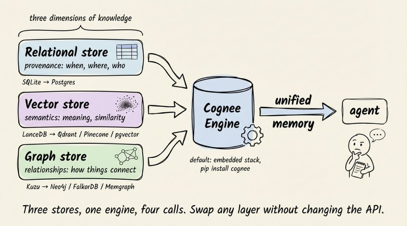 three dimensions of knowledge
Relational store
provenance: when, where, who
SQLite → Postgres
Vector store
semantics: meaning, similarity
LanceDB → Qdrant / Pinecone / pgvector
Graph store
relationships: how things connect
Kuzu → Neo4j / FalkorDB / Memgraph
Cognee
Engine
default: embedded stack,
pip install cognee
unified
memory
agent
Three stores, one engine, four calls. Swap any layer without changing the API.